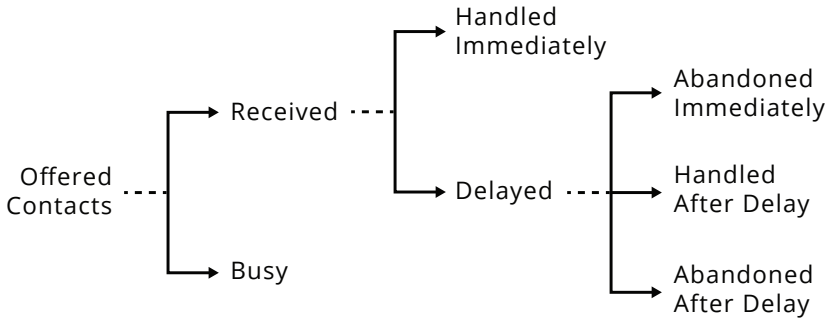 Offered
Contacts
Received
Busy
Handled
Immediately
Delayed
Abandoned
Immediately
Handled
After Delay
Abandoned
After Delay